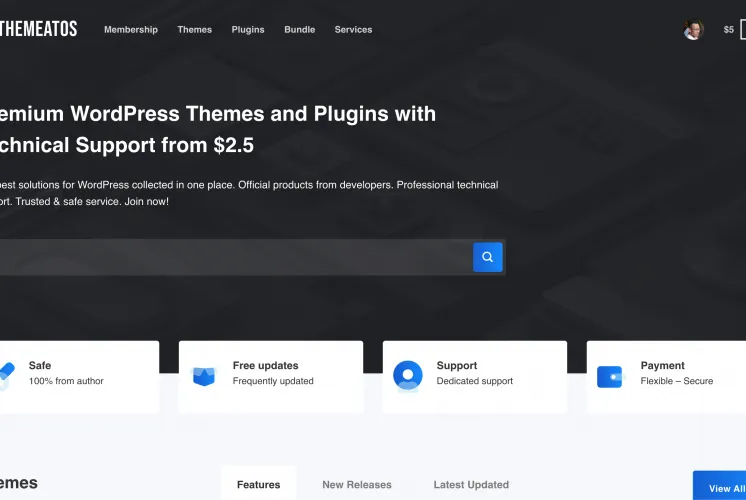 THEMEATOS
Membership Themes Plugins Bundle Services
$5
emium WordPress Themes and Plugins with
chnical Support from $2.5
best solutions for WordPress collected in one place. Official products from developers. Professional technical
ort. Trusted & safe service. Join now!
Safe
100% from author
Free updates
Frequently updated
Support
Dedicated support
Payment
Flexible – Secure
emes
Features New Releases Latest Updated
View All